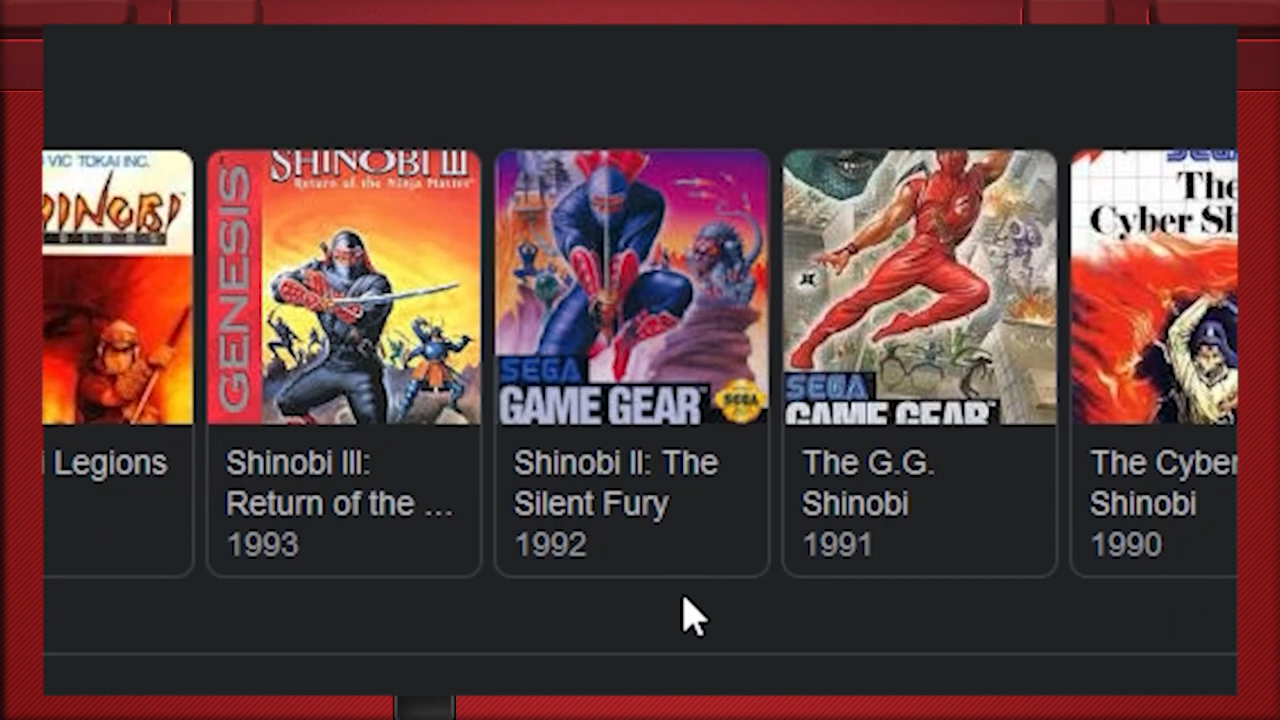 VIC TOKAI INC.
GENESIS
SHINOBI III
Return of the Ninja Master
SEGA
GAME GEAR
SEGA
SEGA
GAME GEAR
The
Cyber Sh
i Legions
Shinobi III:
Return of the ...
1993
Shinobi II: The
Silent Fury
1992
The G.G.
Shinobi
1991
The Cyber
Shinobi
1990